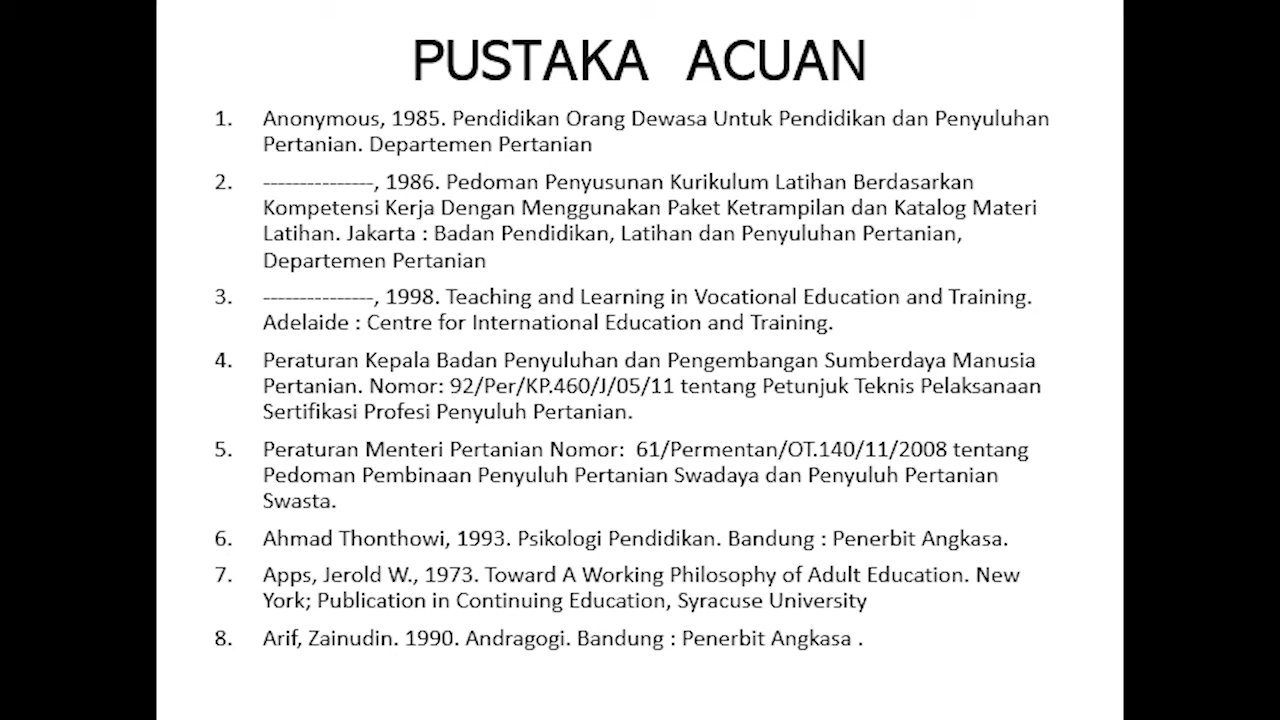 PUSTAKA ACUAN
1. Anonymous, 1985. Pendidikan Orang Dewasa Untuk Pendidikan dan Penyuluhan
Pertanian. Departemen Pertanian
2. ---------------, 1986. Pedoman Penyusunan Kurikulum Latihan Berdasarkan
Kompetensi Kerja Dengan Menggunakan Paket Ketrampilan dan Katalog Materi
Latihan. Jakarta : Badan Pendidikan, Latihan dan Penyuluhan Pertanian,
Departemen Pertanian
3. ---------------, 1998. Teaching and Learning in Vocational Education and Training.
Adelaide : Centre for International Education and Training.
4. Peraturan Kepala Badan Penyuluhan dan Pengembangan Sumberdaya Manusia
Pertanian. Nomor: 92/Per/KP.460/J/05/11 tentang Petunjuk Teknis Pelaksanaan
Sertifikasi Profesi Penyuluh Pertanian.
5. Peraturan Menteri Pertanian Nomor: 61/Permentan/OT.140/11/2008 tentang
Pedoman Pembinaan Penyuluh Pertanian Swadaya dan Penyuluh Pertanian
Swasta.
6. Ahmad Thonthowi, 1993. Psikologi Pendidikan. Bandung : Penerbit Angkasa.
7. Apps, Jerold W., 1973. Toward A Working Philosophy of Adult Education. New
York; Publication in Continuing Education, Syracuse University
8. Arif, Zainudin. 1990. Andragogi. Bandung : Penerbit Angkasa .